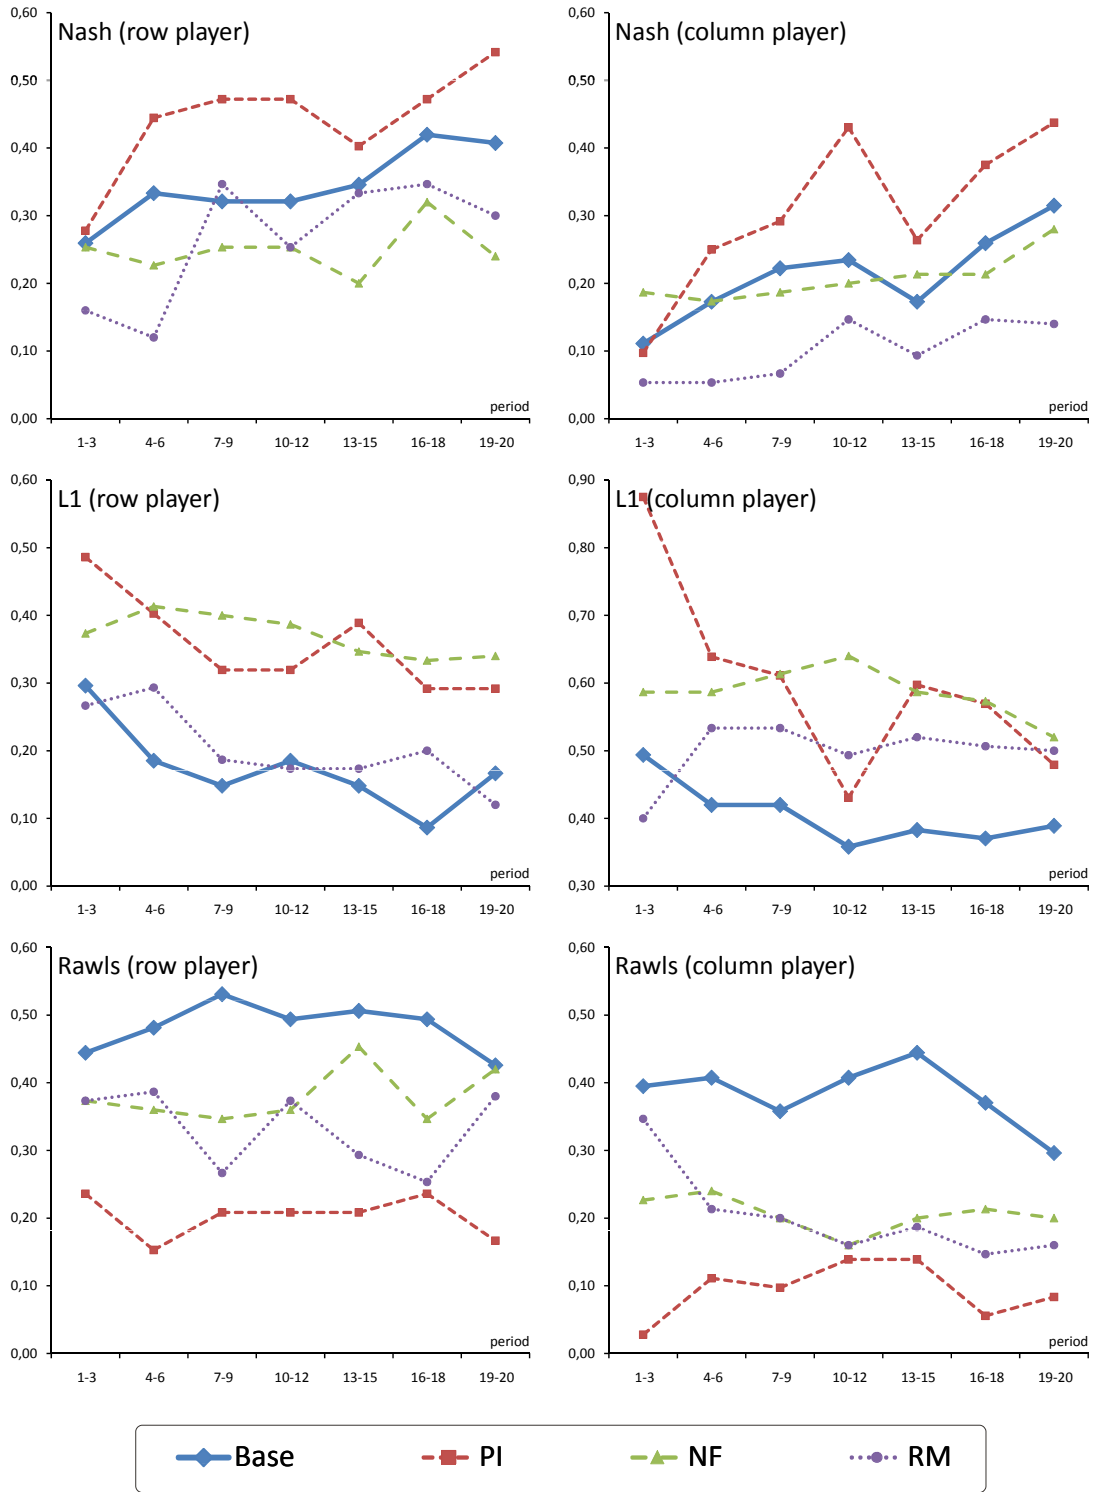 Nash (row player)
0,60
0,50
0,40
0,30
0,20
0,10
0,00
period
1-3 4-6 7-9 10-12 13-15 16-18 19-20
Nash (column player)
0,60
0,50
0,40
0,30
0,20
0,10
0,00
period
1-3 4-6 7-9 10-12 13-15 16-18 19-20
L1 (row player)
0,60
0,50
0,40
0,30
0,20
0,10
0,00
period
1-3 4-6 7-9 10-12 13-15 16-18 19-20
L1 (column player)
0,90
0,80
0,70
0,60
0,50
0,40
0,30
period
1-3 4-6 7-9 10-12 13-15 16-18 19-20
Rawls (row player)
0,60
0,50
0,40
0,30
0,20
0,10
0,00
period
1-3 4-6 7-9 10-12 13-15 16-18 19-20
Rawls (column player)
0,60
0,50
0,40
0,30
0,20
0,10
0,00
period
1-3 4-6 7-9 10-12 13-15 16-18 19-20
Base PI NF RM